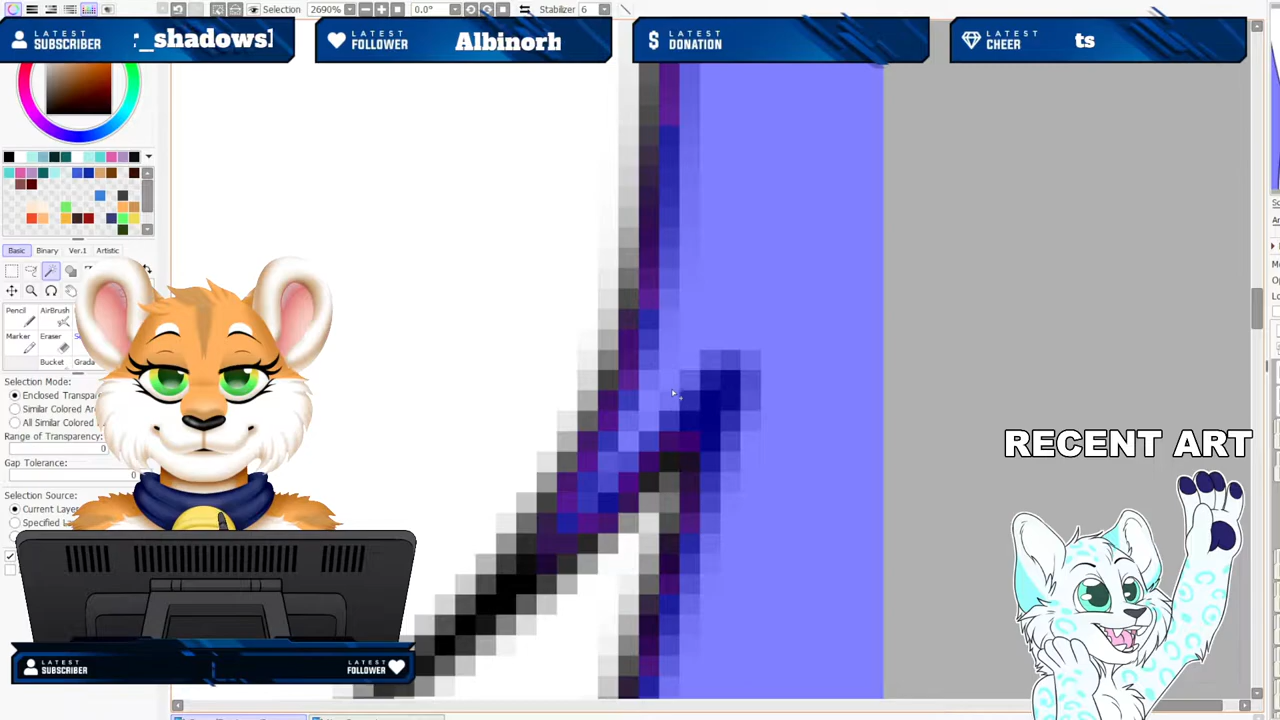 Selection
2690%
0.0°
Stabilizer
6
LATEST SUBSCRIBER
_shadows
LATEST FOLLOWER
Albinorh
LATEST DONATION
LATEST CHEER
ts
Basic
Binary
Ver.1
Artistic
Pencil
AirBrush
Marker
Eraser
Bucket
Grada
Selection Mode:
Enclosed Transpa
Similar Colored Ar
All Similar Colored
Range of Transparency:
0
Gap Tolerance:
0
Selection Source:
Current Laye
Specified La
RECENT ART
LATEST SUBSCRIBER
LATEST FOLLOWER